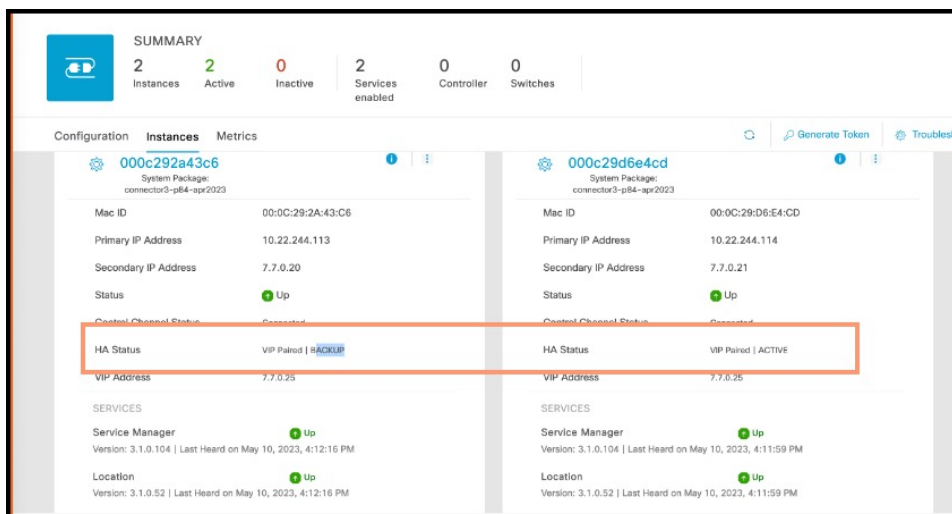 SUMMARY
2 2 0 2 0 0
Instances Active Inactive Services enabled Controller Switches
Configuration Instances Metrics Generate Token
000c292a43c6
System Package:
connector3-p84-apr2023
Mac ID 00:0C:29:2A:43:C6
Primary IP Address 10.22.244.113
Secondary IP Address 7.7.0.20
Status Up
Control Channel Status Connected
HA Status VIP Paired | BACKUP
VIP Address 7.7.0.25
SERVICES
Service Manager Up
Version: 3.1.0.104 | Last Heard on May 10, 2023, 4:12:16 PM
Location Up
Version: 3.1.0.52 | Last Heard on May 10, 2023, 4:12:16 PM
000c29d6e4cd
System Package:
connector3-p84-apr2023
Mac ID 00:0C:29:D6:E4:CD
Primary IP Address 10.22.244.114
Secondary IP Address 7.7.0.21
Status Up
Control Channel Status Connected
HA Status VIP Paired | ACTIVE
VIP Address 7.7.0.25
SERVICES
Service Manager Up
Version: 3.1.0.104 | Last Heard on May 10, 2023, 4:11:59 PM
Location Up
Version: 3.1.0.52 | Last Heard on May 10, 2023, 4:11:59 PM